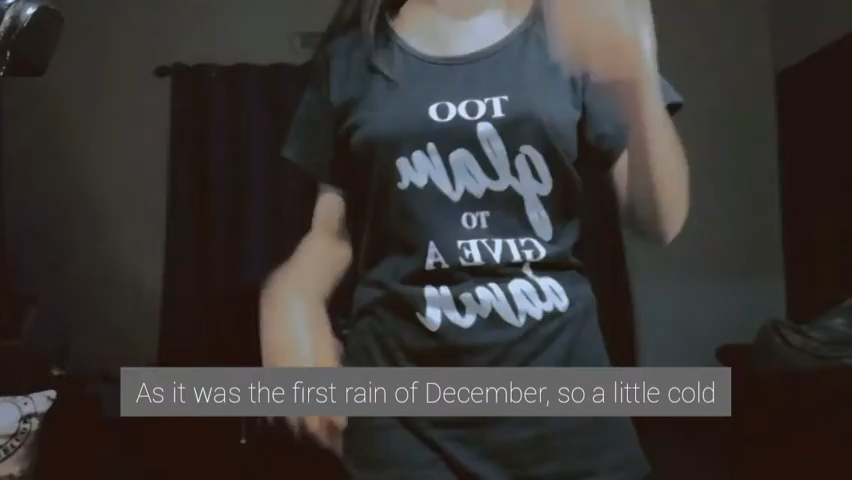 TOO
glam
TO
GIVE A
damn
As it was the first rain of December, so a little cold